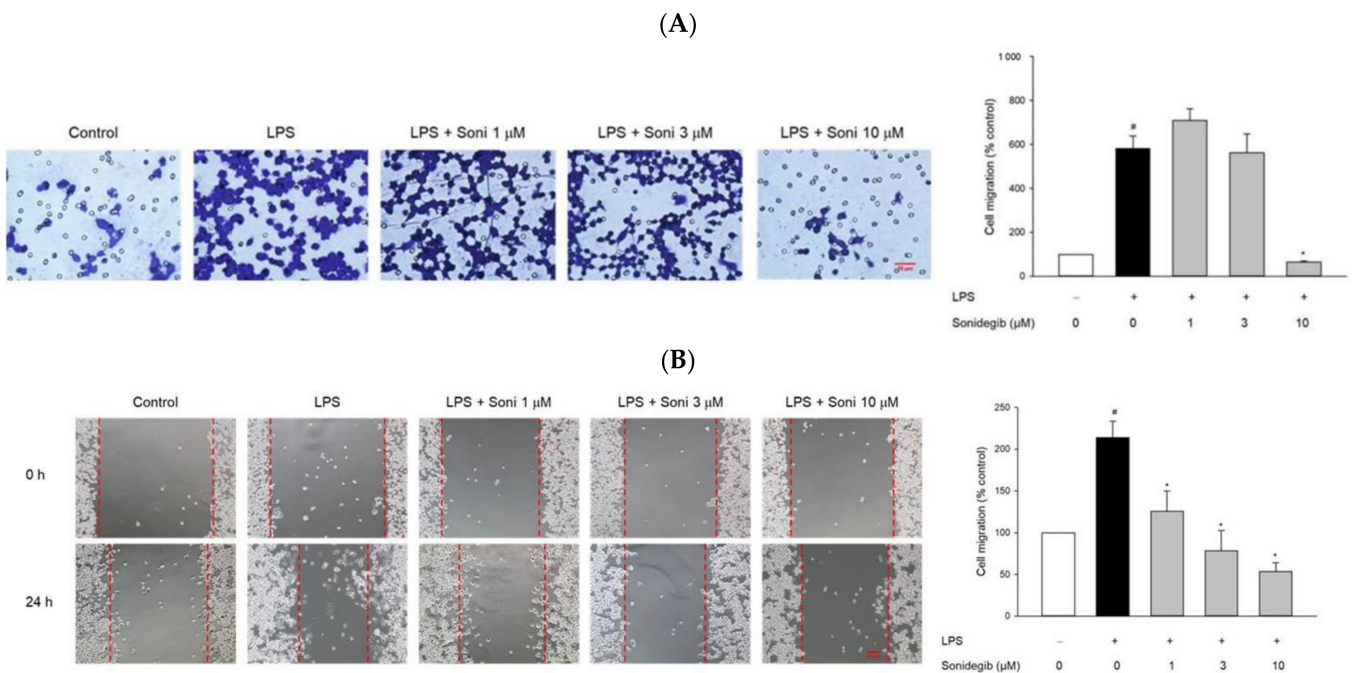 (A)
Control LPS LPS + Soni 1 μM LPS + Soni 3 μM LPS + Soni 10 μM
Cell migration (% control)
1 000
800
600
400
200
0
#
*
LPS – + + + +
Sonidegib (μM) 0 0 1 3 10
(B)
Control LPS LPS + Soni 1 μM LPS + Soni 3 μM LPS + Soni 10 μM
0 h
24 h
Cell migration (% control)
250
200
150
100
50
0
#
*
*
*
LPS – + + + +
Sonidegib (μM) 0 0 1 3 10